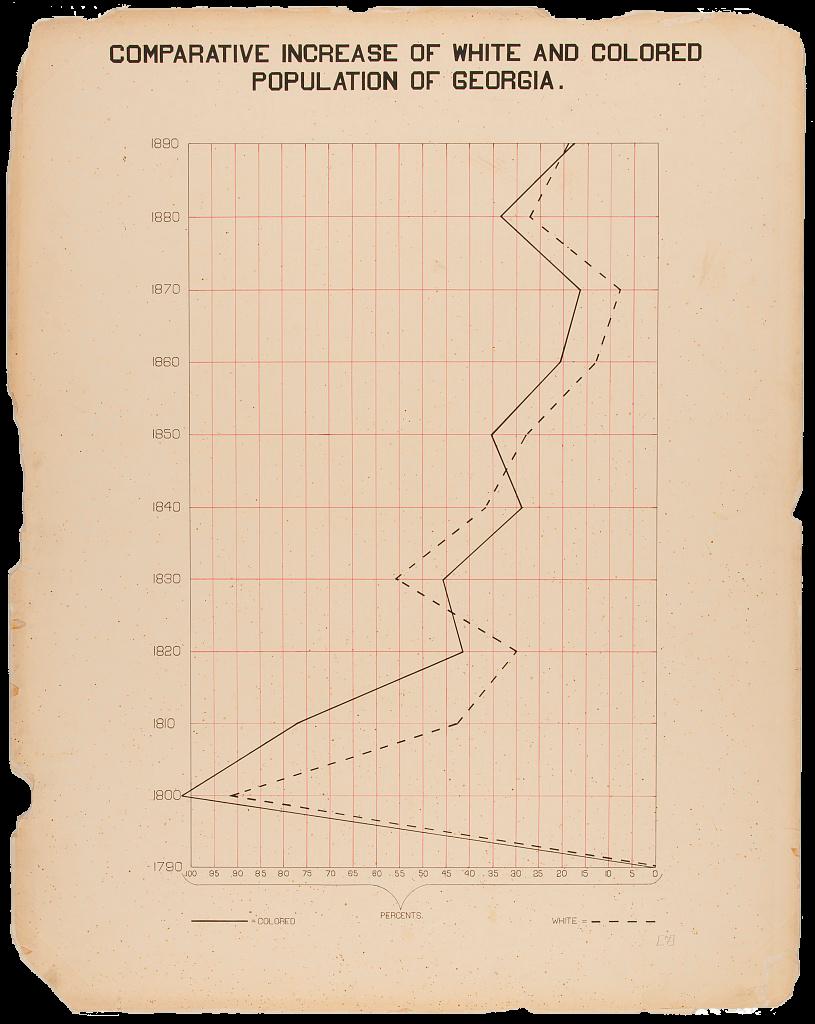 COMPARATIVE INCREASE OF WHITE AND COLORED
POPULATION OF GEORGIA.
1890
1880
1870
1860
1850
1840
1830
1820
1810
1800
1790
100 95 90 85 80 75 70 65 60 55 50 45 40 35 30 25 20 15 10 5 0
PERCENTS.
= COLORED
WHITE =
[7]